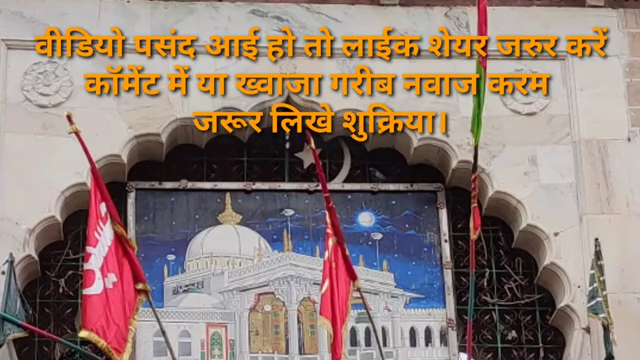 वीडियो पसंद आई हो तो लाईक शेयर जरुर करें
कॉमेंट में या ख्वाजा गरीब नवाज करम
जरूर लिखे शुक्रिया।